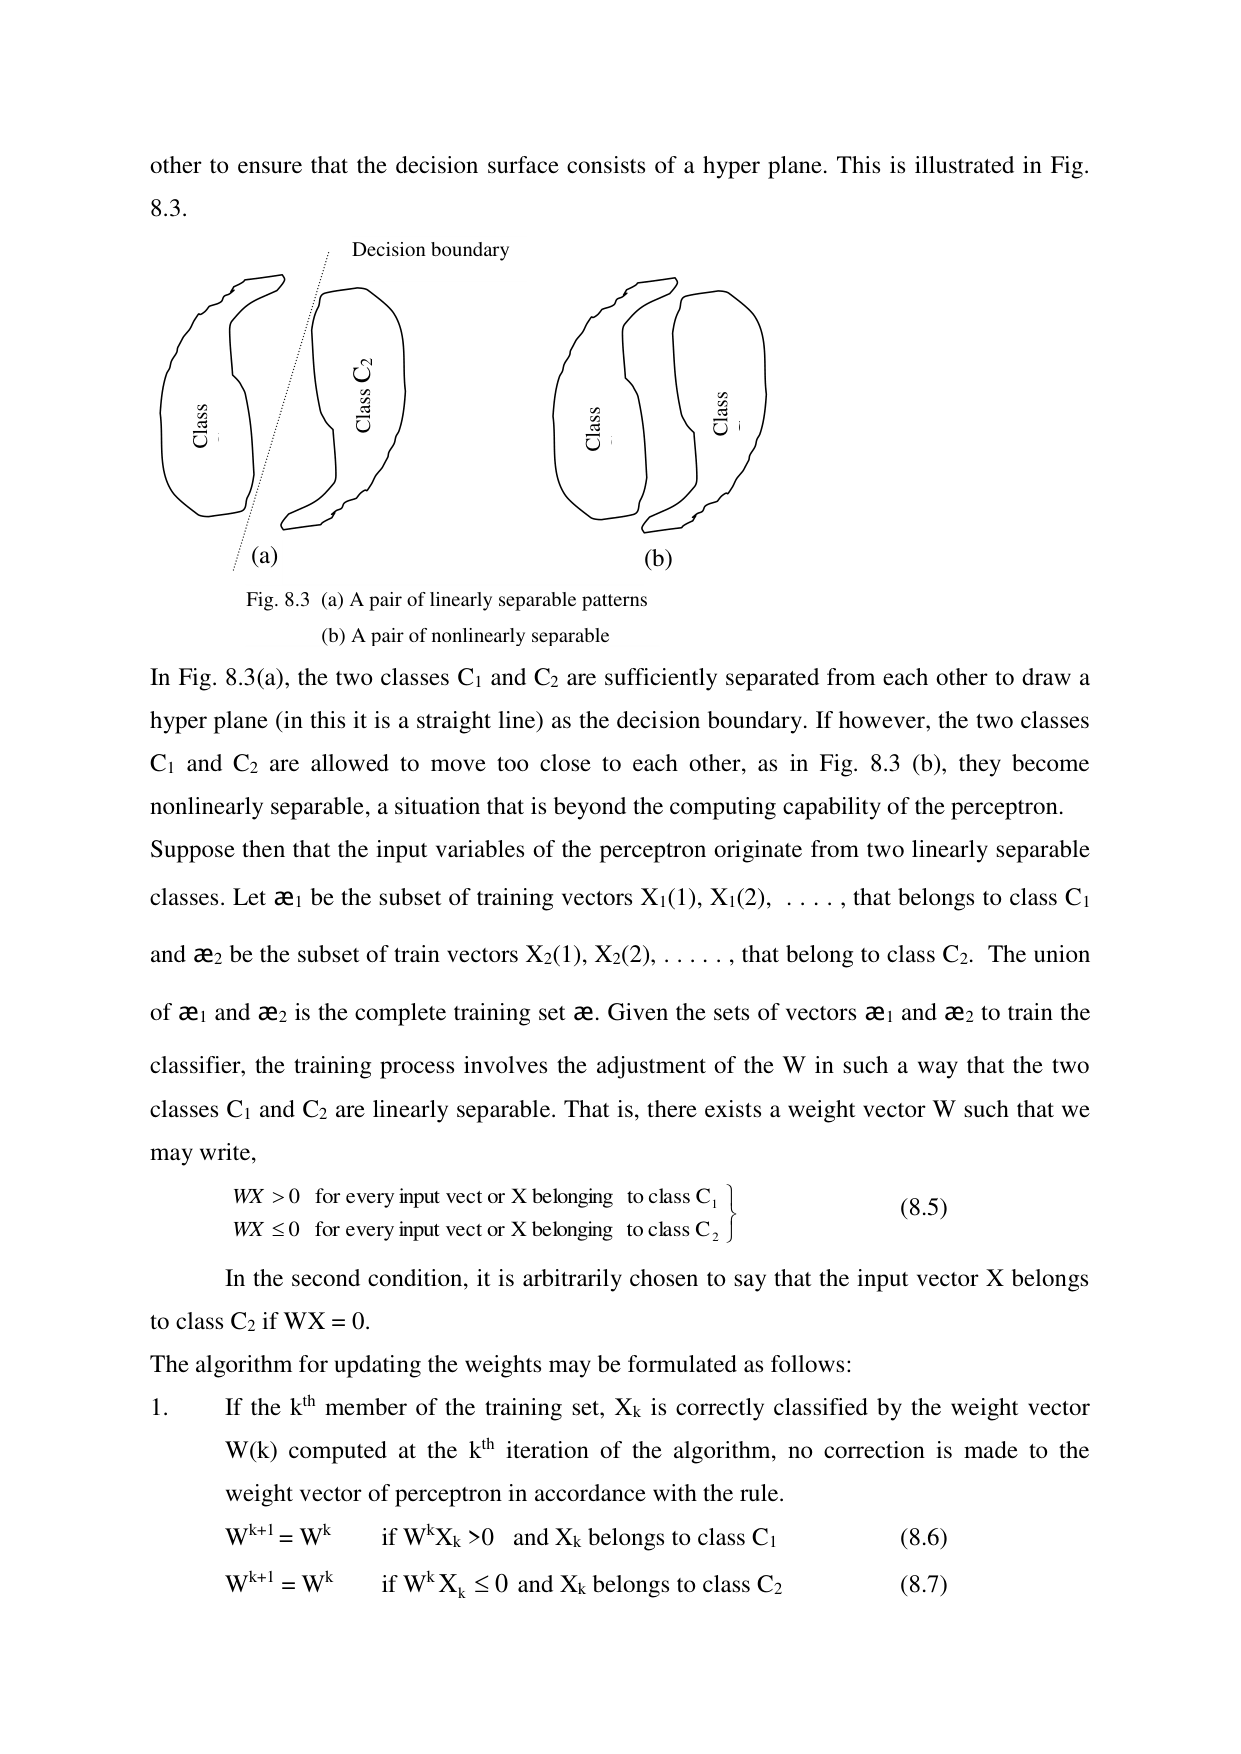 other to ensure that the decision surface consists of a hyper plane. This is illustrated in Fig.
8.3.
Decision boundary
Class
Class C₂
Class
Class
(a)
(b)
Fig. 8.3 (a) A pair of linearly separable patterns
(b) A pair of nonlinearly separable
In Fig. 8.3(a), the two classes C₁ and C₂ are sufficiently separated from each other to draw a
hyper plane (in this it is a straight line) as the decision boundary. If however, the two classes
C₁ and C₂ are allowed to move too close to each other, as in Fig. 8.3 (b), they become
nonlinearly separable, a situation that is beyond the computing capability of the perceptron.
Suppose then that the input variables of the perceptron originate from two linearly separable
classes. Let æ₁ be the subset of training vectors X₁(1), X₁(2), . . . . , that belongs to class C₁
and æ₂ be the subset of train vectors X₂(1), X₂(2), . . . . . , that belong to class C₂. The union
of æ₁ and æ₂ is the complete training set æ. Given the sets of vectors æ₁ and æ₂ to train the
classifier, the training process involves the adjustment of the W in such a way that the two
classes C₁ and C₂ are linearly separable. That is, there exists a weight vector W such that we
may write,
WX > 0 for every input vect or X belonging to class C₁
WX ≤ 0 for every input vect or X belonging to class C₂
(8.5)
In the second condition, it is arbitrarily chosen to say that the input vector X belongs
to class C₂ if WX = 0.
The algorithm for updating the weights may be formulated as follows:
1. If the kᵗʰ member of the training set, Xₖ is correctly classified by the weight vector
W(k) computed at the kᵗʰ iteration of the algorithm, no correction is made to the
weight vector of perceptron in accordance with the rule.
Wᵏ⁺¹ = Wᵏ if WᵏXₖ >0 and Xₖ belongs to class C₁ (8.6)
Wᵏ⁺¹ = Wᵏ if Wᵏ Xₖ ≤ 0 and Xₖ belongs to class C₂ (8.7)